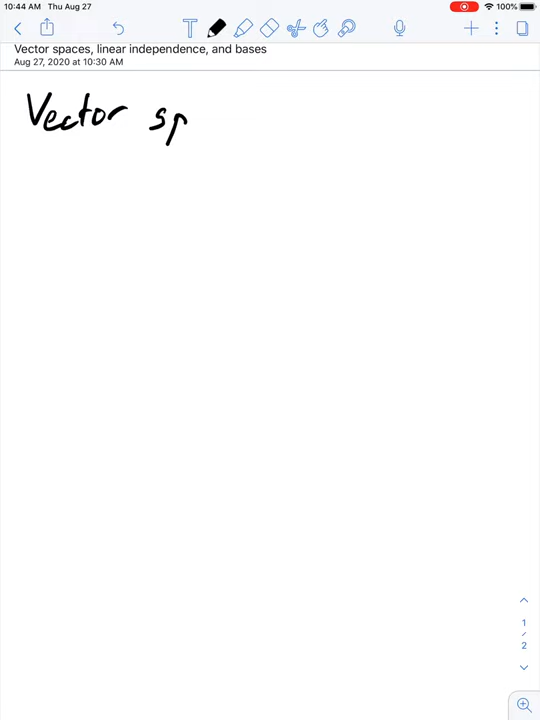 10:44 AM Thu Aug 27
100%
Vector spaces, linear independence, and bases
Aug 27, 2020 at 10:30 AM
Vector sp
1
/
2